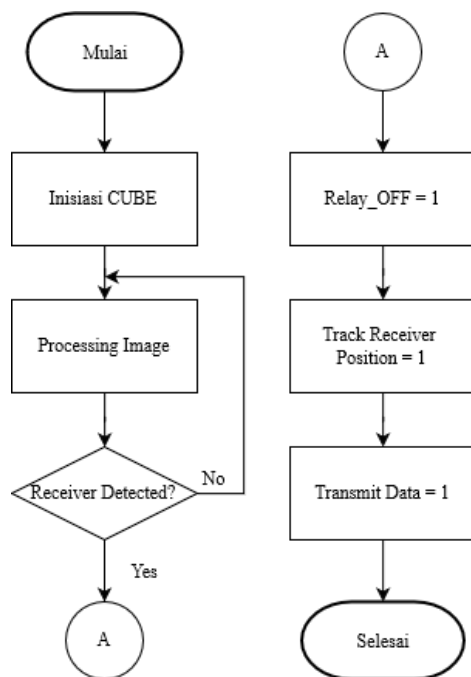 Mulai
Inisiasi CUBE
Processing Image
Receiver Detected?
No
Yes
A
A
Relay_OFF = 1
Track Receiver
Position = 1
Transmit Data = 1
Selesai